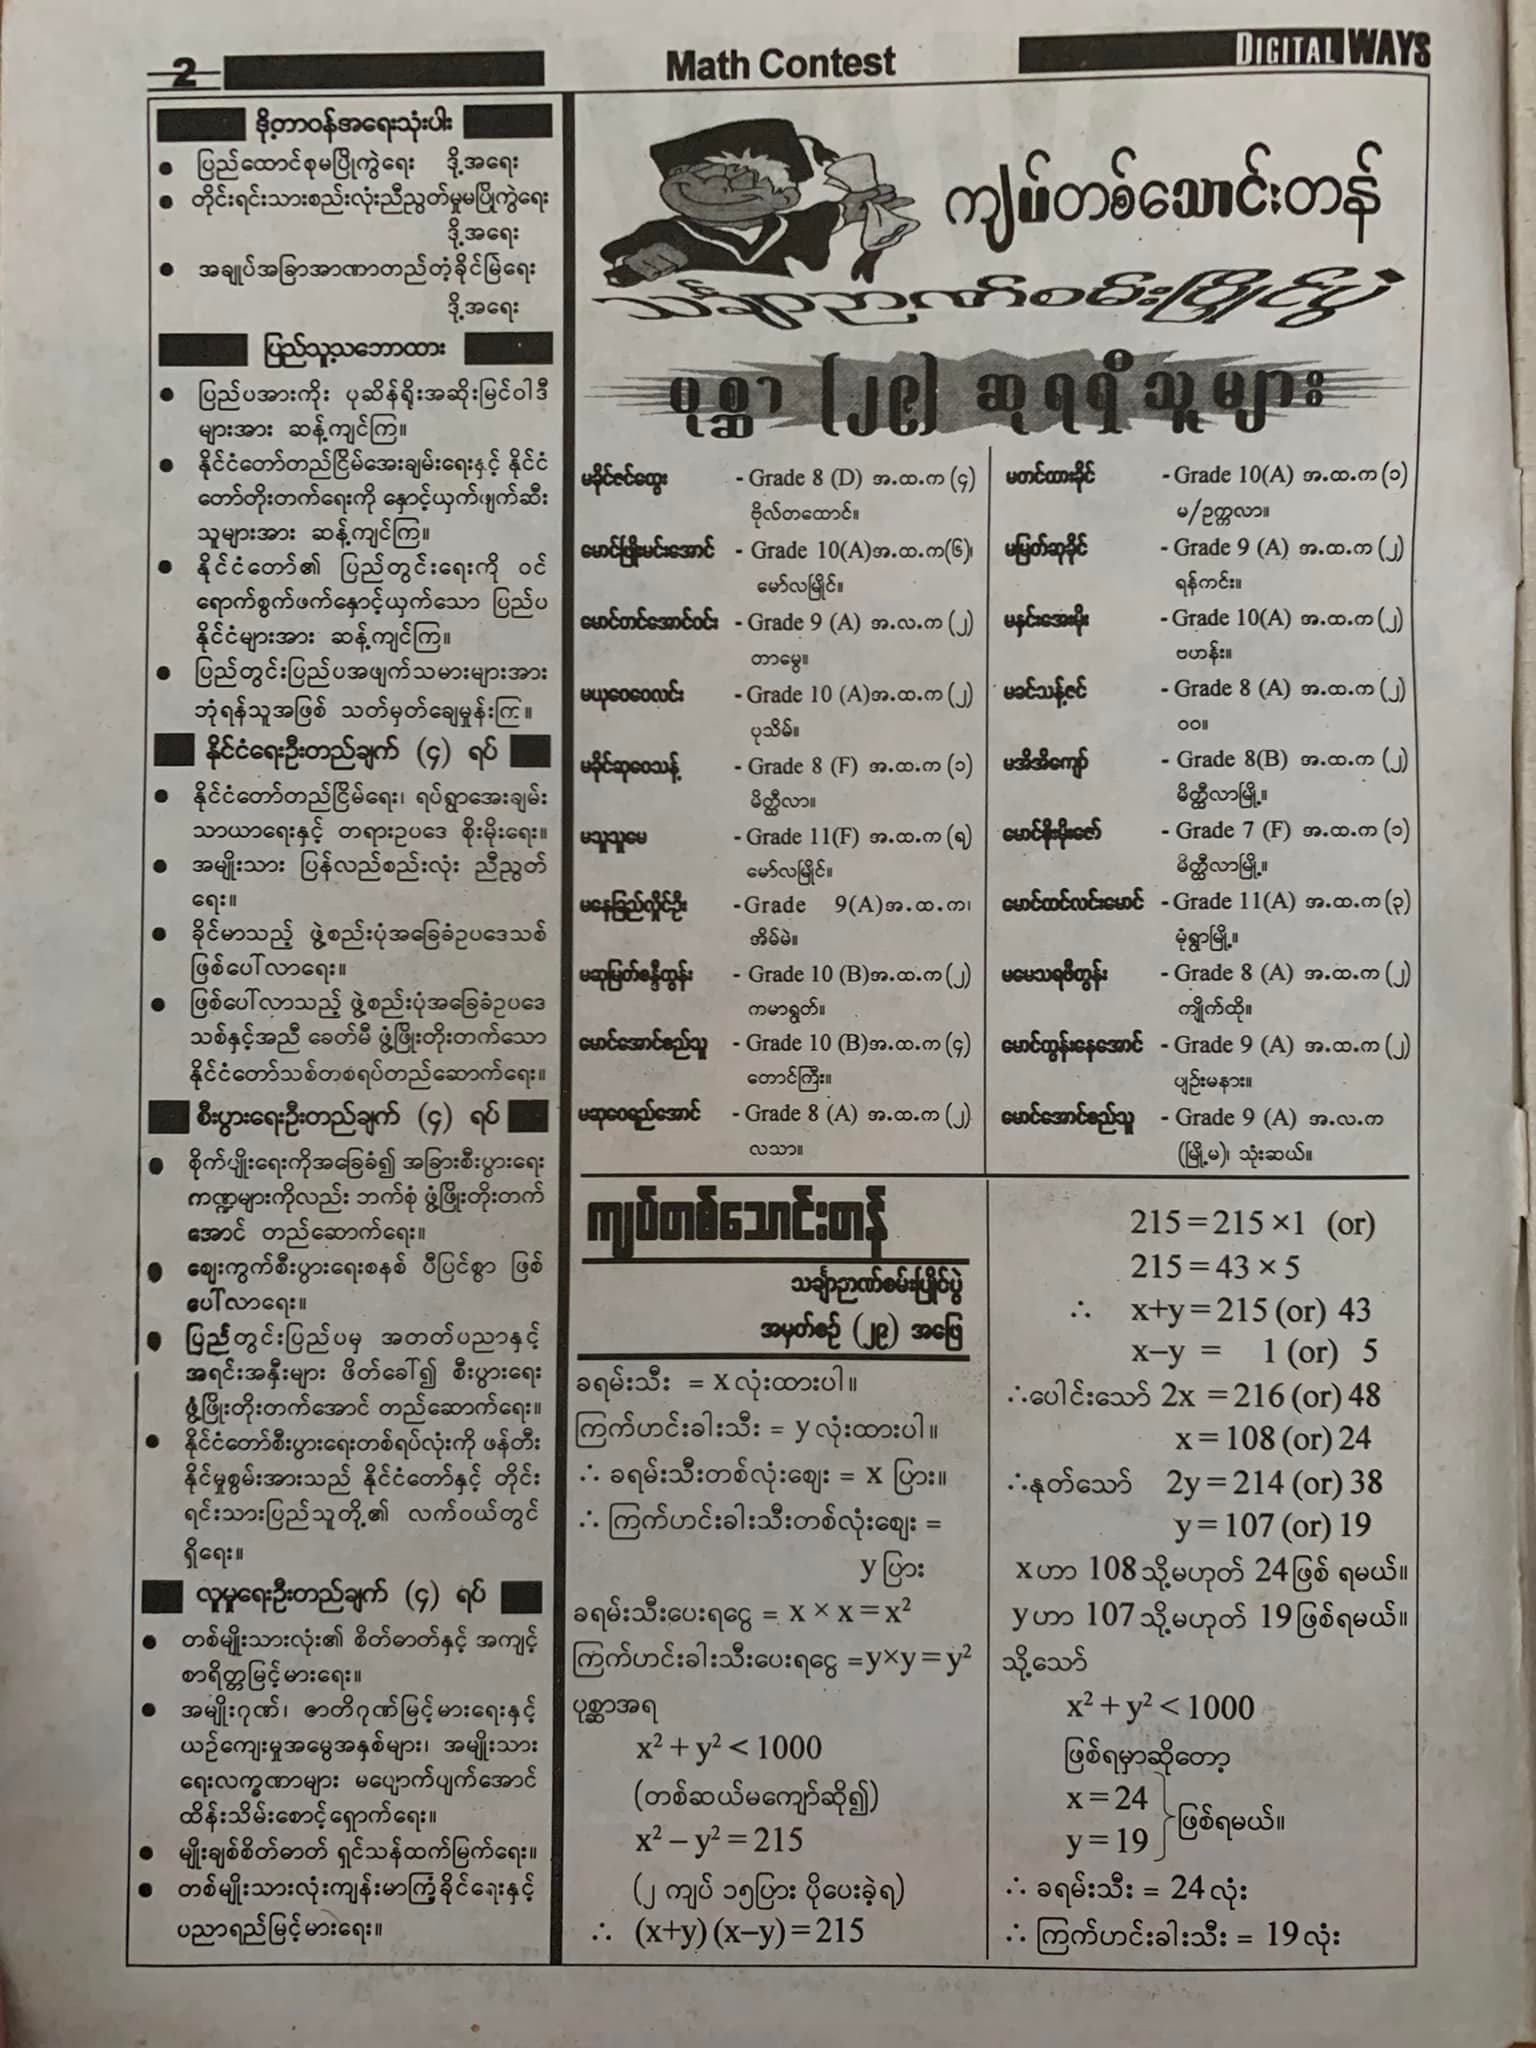 2
Math Contest
DIGITAL WAYS
ဒို့တာဝန်အရေးသုံးပါး
• ပြည်ထောင်စုမပြိုကွဲရေး ဒို့အရေး
• တိုင်းရင်းသားစည်းလုံးညီညွတ်မှုမပြိုကွဲရေး
ဒို့အရေး
• အချုပ်အခြာအာဏာတည်တံ့ခိုင်မြဲရေး
ဒို့အရေး
ပြည်သူ့သဘောထား
• ပြည်ပအားကိုး ပုဆိန်ရိုးအဆိုးမြင်ဝါဒီ
များအား ဆန့်ကျင်ကြ။
• နိုင်ငံတော်တည်ငြိမ်အေးချမ်းရေးနှင့် နိုင်ငံ
တော်တိုးတက်ရေးကို နှောင့်ယှက်ဖျက်ဆီး
သူများအား ဆန့်ကျင်ကြ။
• နိုင်ငံတော်၏ ပြည်တွင်းရေးကို ဝင်
ရောက်စွက်ဖက်နှောင့်ယှက်သော ပြည်ပ
နိုင်ငံများအား ဆန့်ကျင်ကြ။
• ပြည်တွင်းပြည်ပအဖျက်သမားများအား
ဘုံရန်သူအဖြစ် သတ်မှတ်ချေမှုန်းကြ။
နိုင်ငံရေးဦးတည်ချက် (၄) ရပ်
• နိုင်ငံတော်တည်ငြိမ်ရေး၊ ရပ်ရွာအေးချမ်း
သာယာရေးနှင့် တရားဥပဒေ စိုးမိုးရေး။
• အမျိုးသား ပြန်လည်စည်းလုံး ညီညွတ်
ရေး။
• ခိုင်မာသည့် ဖွဲ့စည်းပုံအခြေခံဥပဒေသစ်
ဖြစ်ပေါ်လာရေး။
• ဖြစ်ပေါ်လာသည့် ဖွဲ့စည်းပုံအခြေခံဥပဒေ
သစ်နှင့်အညီ ခေတ်မီ ဖွံ့ဖြိုးတိုးတက်သော
နိုင်ငံတော်သစ်တစ်ရပ်တည်ဆောက်ရေး။
စီးပွားရေးဦးတည်ချက် (၄) ရပ်
• စိုက်ပျိုးရေးကိုအခြေခံ၍ အခြားစီးပွားရေး
ကဏ္ဍများကိုလည်း ဘက်စုံ ဖွံ့ဖြိုးတိုးတက်
အောင် တည်ဆောက်ရေး။
• ဈေးကွက်စီးပွားရေးစနစ် ပီပြင်စွာ ဖြစ်
ပေါ်လာရေး။
• ပြည်တွင်းပြည်ပမှ အတတ်ပညာနှင့်
အရင်းအနှီးများ ဖိတ်ခေါ်၍ စီးပွားရေး
ဖွံ့ဖြိုးတိုးတက်အောင် တည်ဆောက်ရေး။
• နိုင်ငံတော်စီးပွားရေးတစ်ရပ်လုံးကို ဖန်တီး
နိုင်မှုစွမ်းအားသည် နိုင်ငံတော်နှင့် တိုင်း
ရင်းသားပြည်သူတို့၏ လက်ဝယ်တွင်
ရှိရေး။
လူမှုရေးဦးတည်ချက် (၄) ရပ်
• တစ်မျိုးသားလုံး၏ စိတ်ဓာတ်နှင့် အကျင့်
စာရိတ္တမြင့်မားရေး။
• အမျိုးဂုဏ်၊ ဇာတိဂုဏ်မြင့်မားရေးနှင့်
ယဉ်ကျေးမှုအမွေအနှစ်များ၊ အမျိုးသား
ရေးလက္ခဏာများ မပျောက်ပျက်အောင်
ထိန်းသိမ်းစောင့်ရှောက်ရေး။
• မျိုးချစ်စိတ်ဓာတ် ရှင်သန်ထက်မြက်ရေး။
• တစ်မျိုးသားလုံးကျန်းမာကြံ့ခိုင်ရေးနှင့်
ပညာရည်မြင့်မားရေး။
ကျပ်တစ်သောင်းတန်
သင်္ချာဉာဏ်စမ်းပြိုင်ပွဲ
ပုစ္ဆာ (၂၉) ဆုရရှိသူများ
မခိုင်ဇင်ထွေး - Grade 8 (D) အ.ထ.က (၄)
ဗိုလ်တထောင်။
မောင်ဖြိုးမင်းအောင် - Grade 10(A)အ.ထ.က(၆)၊
မော်လမြိုင်။
မောင်တင်အောင်ဝင်း - Grade 9 (A) အ.လ.က (၂)
တာမွေ။
မယုဝေဝေလင်း - Grade 10 (A)အ.ထ.က (၂)
ပုသိမ်။
မခိုင်ဆုဝေသန့် - Grade 8 (F) အ.ထ.က (၁)
မိတ္ထီလာ။
မသူသူမေ - Grade 11(F) အ.ထ.က (၅)
မော်လမြိုင်။
မနေခြည်လှိုင်ဦး -Grade 9(A)အ.ထ.က၊
အိမ်မဲ။
မဆုမြတ်စန္ဒီထွန်း - Grade 10 (B)အ.ထ.က (၂)
ကမာရွတ်။
မောင်အောင်စည်သူ - Grade 10 (B)အ.ထ.က (၄)
တောင်ကြီး။
မဆုဝေရည်အောင် - Grade 8 (A) အ.ထ.က (၂)
လသာ။
မတင်ထားခိုင် - Grade 10(A) အ.ထ.က (၁)
မ/ဥက္ကလာ။
မမြတ်ဆုခိုင် - Grade 9 (A) အ.ထ.က (၂)
ရန်ကင်း။
မနှင်းအေးမိုး - Grade 10(A) အ.ထ.က (၂)
ဗဟန်း။
မခင်သန့်ဇင် - Grade 8 (A) အ.ထ.က (၂)
ဝဝ။
မအိအိကျော် - Grade 8(B) အ.ထ.က (၂)
မိတ္ထီလာမြို့။
မောင်စိုးမိုးဇော် - Grade 7 (F) အ.ထ.က (၁)
မိတ္ထီလာမြို့။
မောင်ထင်လင်းမောင် - Grade 11(A) အ.ထ.က (၃)
မုံရွာမြို့။
မမေသရဖီထွန်း - Grade 8 (A) အ.ထ.က (၂)
ကျိုက်ထို။
မောင်ထွန်းနေအောင် - Grade 9 (A) အ.ထ.က (၂)
ပျဉ်းမနား။
မောင်အောင်စည်သူ - Grade 9 (A) အ.လ.က
(မြို့မ)၊ သုံးဆယ်။
ကျပ်တစ်သောင်းတန်
သင်္ချာဉာဏ်စမ်းပြိုင်ပွဲ
အမှတ်စဉ် (၂၉) အဖြေ
ခရမ်းသီး = x လုံးထားပါ။
ကြက်ဟင်းခါးသီး = y လုံးထားပါ။
∴ ခရမ်းသီးတစ်လုံးဈေး = x ပြား။
∴ ကြက်ဟင်းခါးသီးတစ်လုံးဈေး =
y ပြား
ခရမ်းသီးပေးရငွေ = x × x = x²
ကြက်ဟင်းခါးသီးပေးရငွေ =y×y = y²
ပုစ္ဆာအရ
x² + y² < 1000
(တစ်ဆယ်မကျော်ဆို၍)
x² – y² = 215
(၂ ကျပ် ၁၅ပြား ပိုပေးခဲ့ရ)
∴ (x+y) (x–y) = 215
215 = 215 ×1 (or)
215 = 43 × 5
∴ x+y = 215 (or) 43
x–y = 1 (or) 5
∴ပေါင်းသော် 2x = 216 (or) 48
x = 108 (or) 24
∴နုတ်သော် 2y = 214 (or) 38
y = 107 (or) 19
x ဟာ 108 သို့မဟုတ် 24 ဖြစ် ရမယ်။
y ဟာ 107 သို့မဟုတ် 19 ဖြစ်ရမယ်။
သို့သော်
x² + y² < 1000
ဖြစ်ရမှာဆိုတော့
x = 24
y = 19 } ဖြစ်ရမယ်။
∴ ခရမ်းသီး = 24 လုံး
∴ ကြက်ဟင်းခါးသီး = 19 လုံး